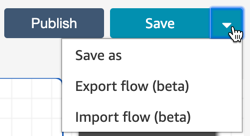 Publish Save
Save as
Export flow (beta)
Import flow (beta)